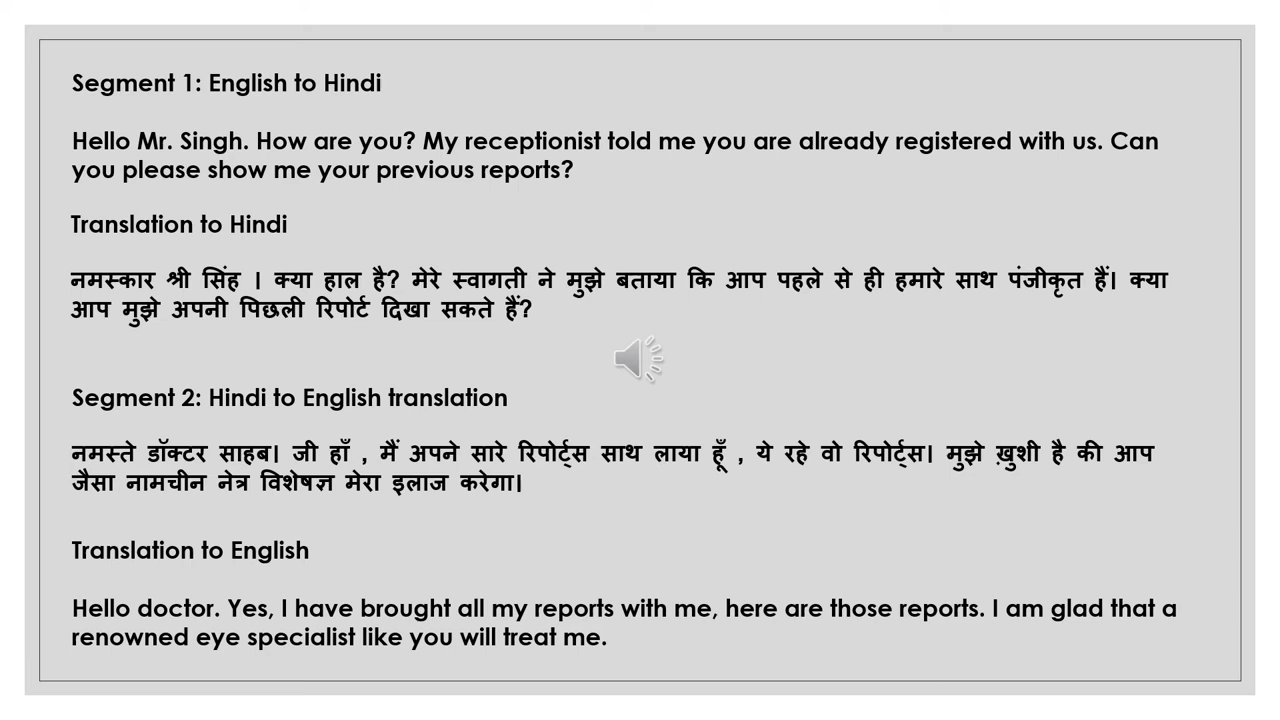 Segment 1: English to Hindi
Hello Mr. Singh. How are you? My receptionist told me you are already registered with us. Can
you please show me your previous reports?
Translation to Hindi
नमस्कार श्री सिंह । क्या हाल है? मेरे स्वागती ने मुझे बताया कि आप पहले से ही हमारे साथ पंजीकृत हैं। क्या
आप मुझे अपनी पिछली रिपोर्ट दिखा सकते हैं?
Segment 2: Hindi to English translation
नमस्ते डॉक्टर साहब। जी हाँ , मैं अपने सारे रिपोर्ट्स साथ लाया हूँ , ये रहे वो रिपोर्ट्स। मुझे ख़ुशी है की आप
जैसा नामचीन नेत्र विशेषज्ञ मेरा इलाज करेगा।
Translation to English
Hello doctor. Yes, I have brought all my reports with me, here are those reports. I am glad that a
renowned eye specialist like you will treat me.